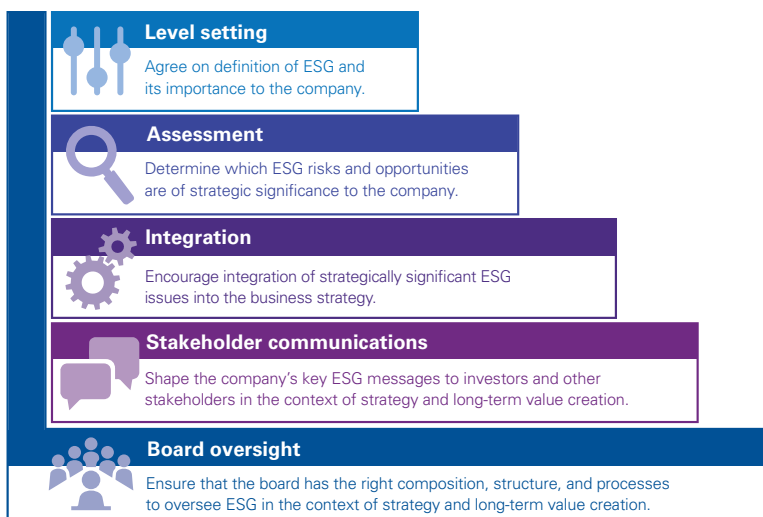 Level setting
Agree on definition of ESG and
its importance to the company.
Assessment
Determine which ESG risks and opportunities
are of strategic significance to the company.
Integration
Encourage integration of strategically significant ESG
issues into the business strategy.
Stakeholder communications
Shape the company’s key ESG messages to investors and other
stakeholders in the context of strategy and long-term value creation.
Board oversight
Ensure that the board has the right composition, structure, and processes
to oversee ESG in the context of strategy and long-term value creation.